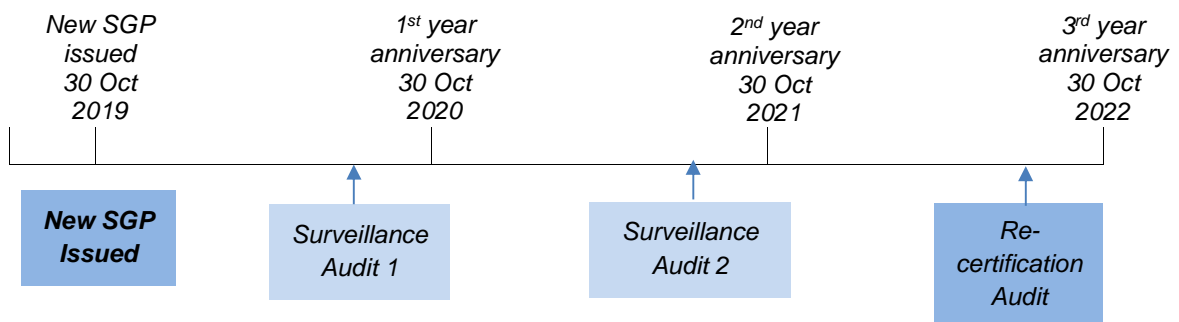 New SGP
issued
30 Oct
2019
1st year
anniversary
30 Oct
2020
2nd year
anniversary
30 Oct
2021
3rd year
anniversary
30 Oct
2022
New SGP
Issued
Surveillance
Audit 1
Surveillance
Audit 2
Re-
certification
Audit